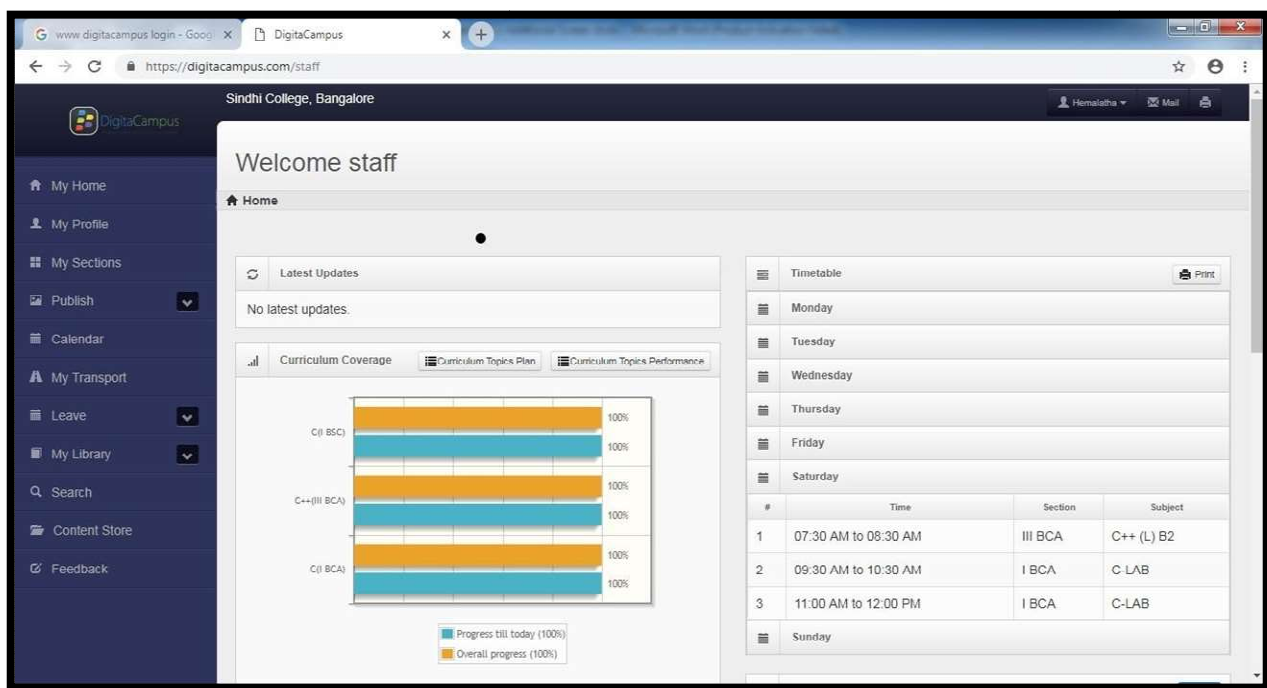 www digitacampus login - Goog
DigitaCampus
https://digitacampus.com/staff
DigitaCampus
Sindhi College, Bangalore
Hemalatha
Mail
My Home
My Profile
My Sections
Publish
Calendar
My Transport
Leave
My Library
Search
Content Store
Feedback
Welcome staff
Home
Latest Updates
No latest updates.
Curriculum Coverage
Curriculum Topics Plan
Curriculum Topics Performance
C(I BSC)
100%
100%
C++(III BCA)
100%
100%
C(I BCA)
100%
100%
Progress till today (100%)
Overall progress (100%)
Timetable
Print
Monday
Tuesday
Wednesday
Thursday
Friday
Saturday
# Time Section Subject
1 07:30 AM to 08:30 AM III BCA C++ (L) B2
2 09:30 AM to 10:30 AM I BCA C-LAB
3 11:00 AM to 12:00 PM I BCA C-LAB
Sunday